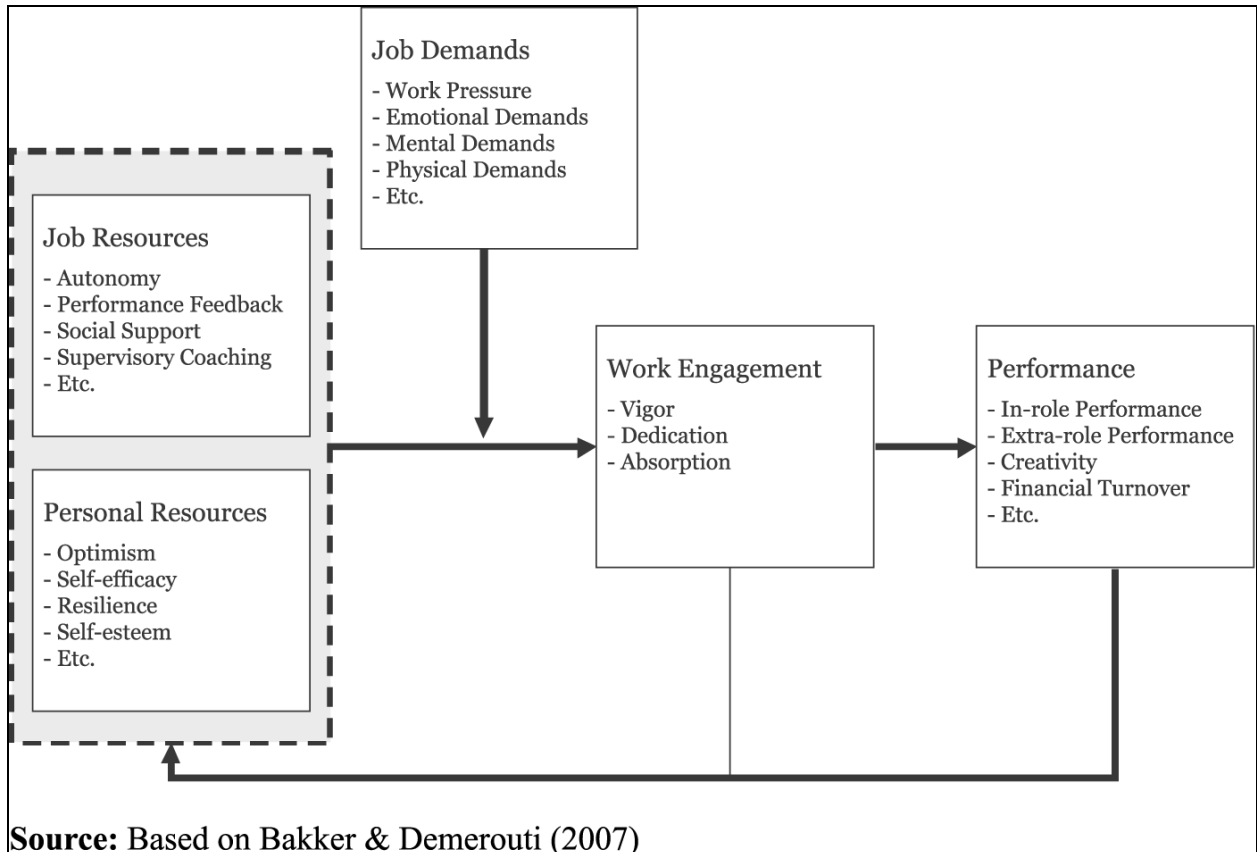 Job Demands
- Work Pressure
- Emotional Demands
- Mental Demands
- Physical Demands
- Etc.
Job Resources
- Autonomy
- Performance Feedback
- Social Support
- Supervisory Coaching
- Etc.
Personal Resources
- Optimism
- Self-efficacy
- Resilience
- Self-esteem
- Etc.
Work Engagement
- Vigor
- Dedication
- Absorption
Performance
- In-role Performance
- Extra-role Performance
- Creativity
- Financial Turnover
- Etc.
Source: Based on Bakker & Demerouti (2007)